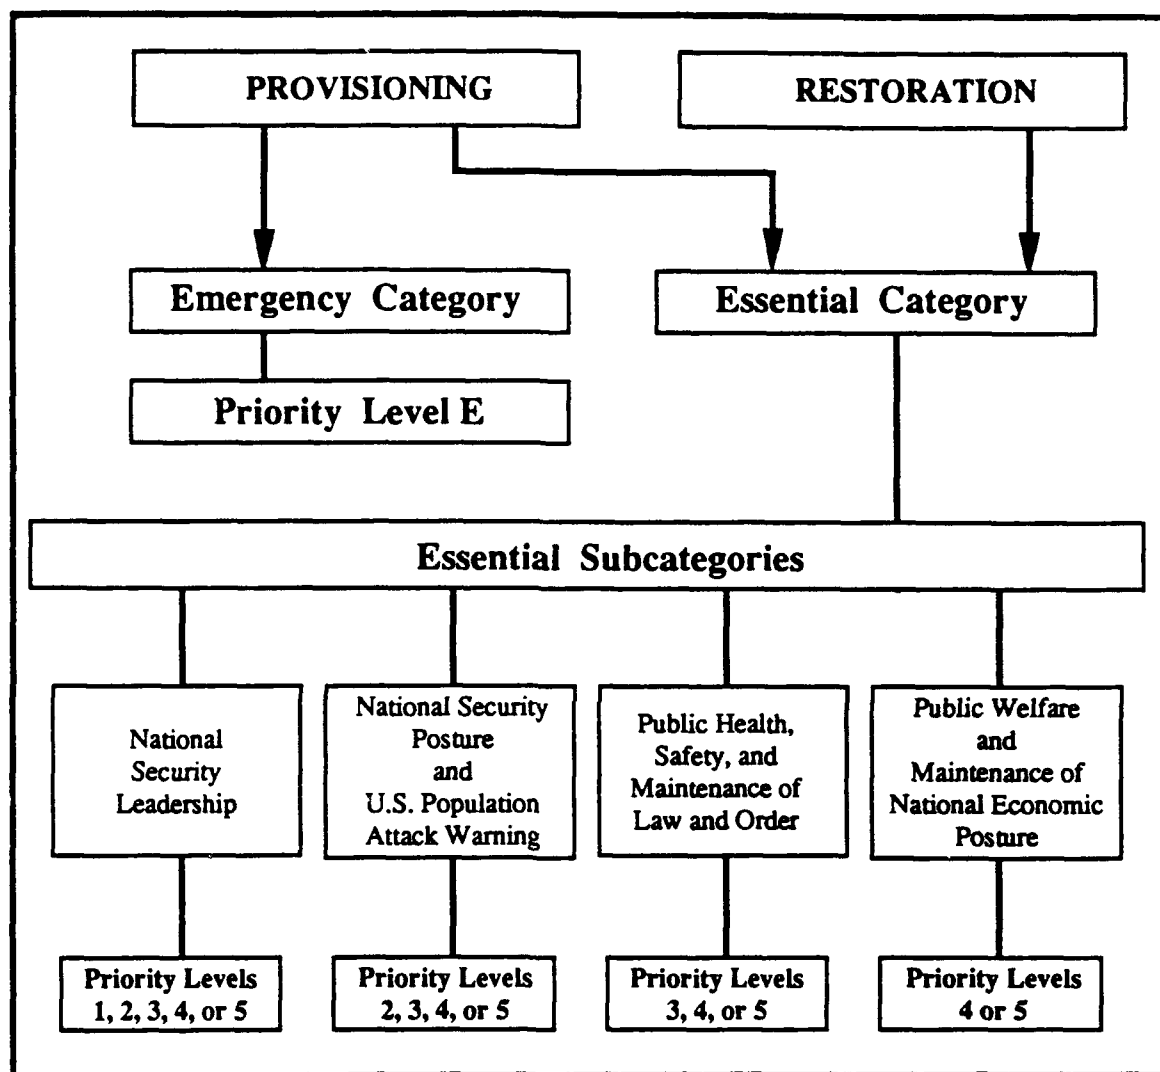 PROVISIONING
RESTORATION
Emergency Category
Essential Category
Priority Level E
Essential Subcategories
National
Security
Leadership
National Security
Posture
and
U.S. Population
Attack Warning
Public Health,
Safety, and
Maintenance of
Law and Order
Public Welfare
and
Maintenance of
National Economic
Posture
Priority Levels
1, 2, 3, 4, or 5
Priority Levels
2, 3, 4, or 5
Priority Levels
3, 4, or 5
Priority Levels
4 or 5